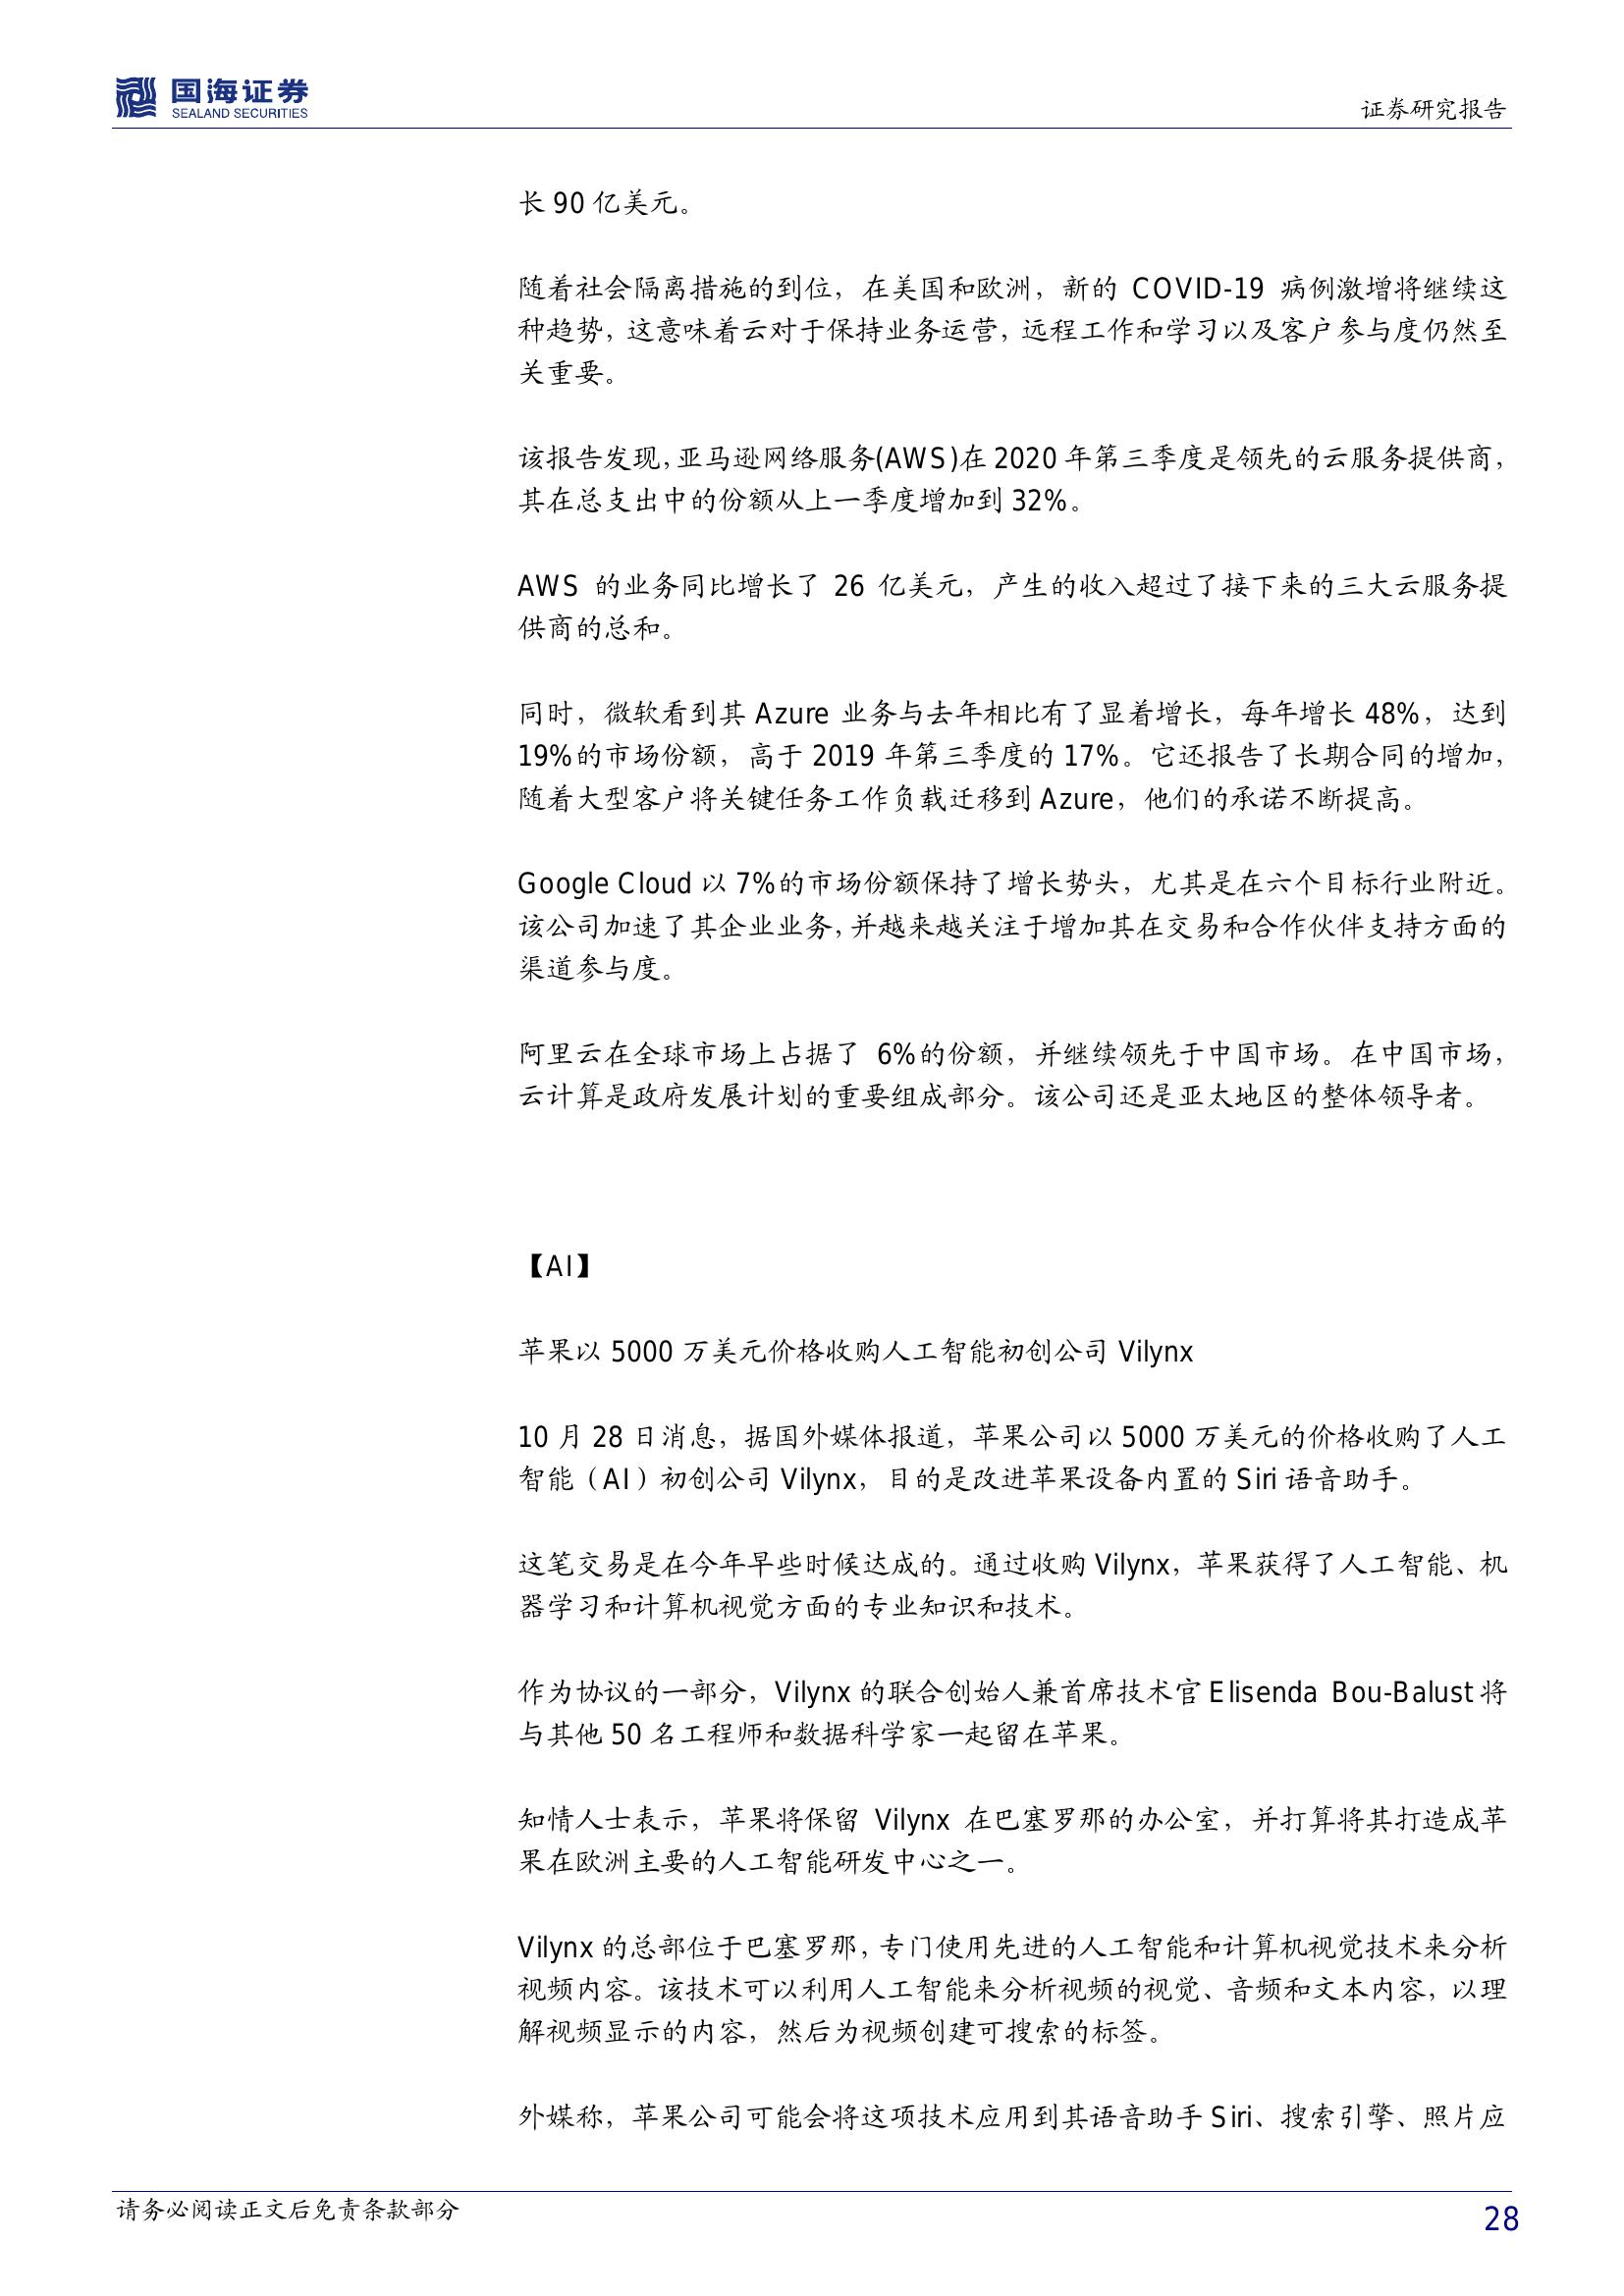 国海证券
SEALAND SECURITIES
证券研究报告
长 90 亿美元。
随着社会隔离措施的到位，在美国和欧洲，新的 COVID-19 病例激增将继续这
种趋势，这意味着云对于保持业务运营，远程工作和学习以及客户参与度仍然至
关重要。
该报告发现，亚马逊网络服务(AWS)在 2020 年第三季度是领先的云服务提供商，
其在总支出中的份额从上一季度增加到 32%。
AWS 的业务同比增长了 26 亿美元，产生的收入超过了接下来的三大云服务提
供商的总和。
同时，微软看到其 Azure 业务与去年相比有了显着增长，每年增长 48%，达到
19%的市场份额，高于 2019 年第三季度的 17%。它还报告了长期合同的增加，
随着大型客户将关键任务工作负载迁移到 Azure，他们的承诺不断提高。
Google Cloud 以 7%的市场份额保持了增长势头，尤其是在六个目标行业附近。
该公司加速了其企业业务，并越来越关注于增加其在交易和合作伙伴支持方面的
渠道参与度。
阿里云在全球市场上占据了 6%的份额，并继续领先于中国市场。在中国市场，
云计算是政府发展计划的重要组成部分。该公司还是亚太地区的整体领导者。
【AI】
苹果以 5000 万美元价格收购人工智能初创公司 Vilynx
10 月 28 日消息，据国外媒体报道，苹果公司以 5000 万美元的价格收购了人工
智能（AI）初创公司 Vilynx，目的是改进苹果设备内置的 Siri 语音助手。
这笔交易是在今年早些时候达成的。通过收购 Vilynx，苹果获得了人工智能、机
器学习和计算机视觉方面的专业知识和技术。
作为协议的一部分，Vilynx 的联合创始人兼首席技术官 Elisenda Bou-Balust 将
与其他 50 名工程师和数据科学家一起留在苹果。
知情人士表示，苹果将保留 Vilynx 在巴塞罗那的办公室，并打算将其打造成苹
果在欧洲主要的人工智能研发中心之一。
Vilynx 的总部位于巴塞罗那，专门使用先进的人工智能和计算机视觉技术来分析
视频内容。该技术可以利用人工智能来分析视频的视觉、音频和文本内容，以理
解视频显示的内容，然后为视频创建可搜索的标签。
外媒称，苹果公司可能会将这项技术应用到其语音助手 Siri、搜索引擎、照片应
请务必阅读正文后免责条款部分
28